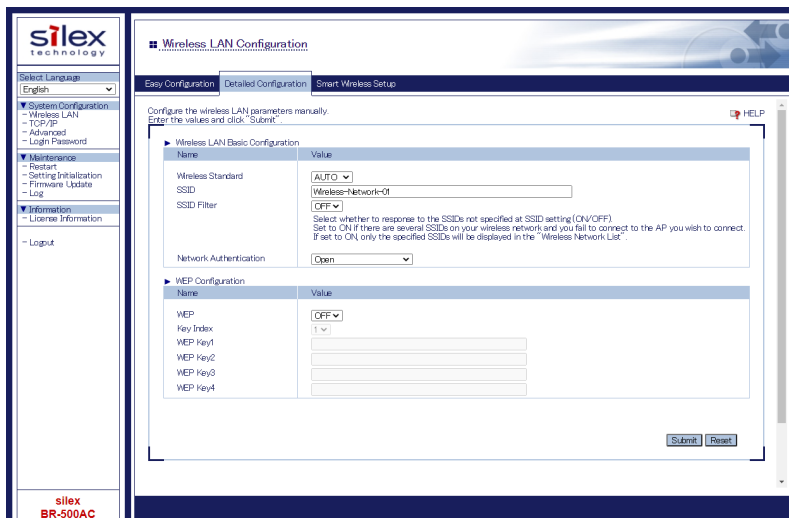 silex
technology
Select Language
English
▼ System Configuration
- Wireless LAN
- TCP/IP
- Advanced
- Login Password
▼ Maintenance
- Restart
- Setting Initialization
- Firmware Update
- Log
▼ Information
- License Information
- Logout
silex
BR-500AC
Wireless LAN Configuration
Easy Configuration Detailed Configuration Smart Wireless Setup
Configure the wireless LAN parameters manually.
Enter the values and click "Submit".
HELP
► Wireless LAN Basic Configuration
Name Value
Wireless Standard AUTO
SSID Wireless-Network-01
SSID Filter OFF
Select whether to response to the SSIDs not specified at SSID setting (ON/OFF).
Set to ON if there are several SSIDs on your wireless network and you fail to connect to the AP you wish to connect.
If set to ON, only the specified SSIDs will be displayed in the "Wireless Network List".
Network Authentication Open
► WEP Configuration
Name Value
WEP OFF
Key Index 1
WEP Key1
WEP Key2
WEP Key3
WEP Key4
Submit Reset